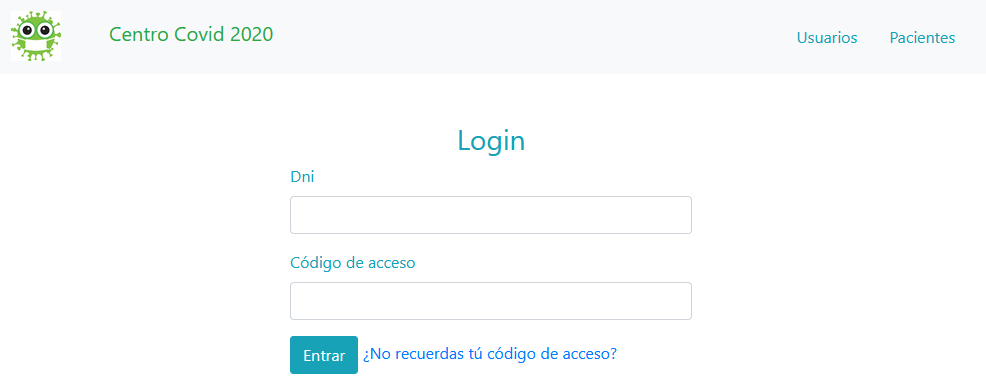 Centro Covid 2020
Usuarios Pacientes
Login
Dni
Código de acceso
Entrar ¿No recuerdas tú código de acceso?